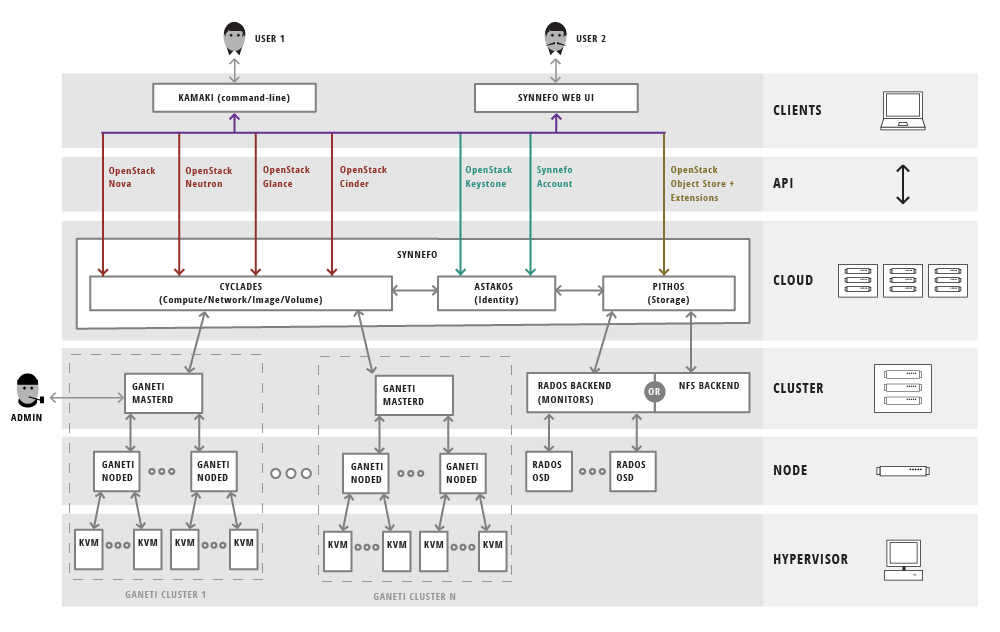 USER 1
USER 2
KAMAKI (command-line)
SYNNEFO WEB UI
CLIENTS
OpenStack
Nova
OpenStack
Neutron
OpenStack
Glance
OpenStack
Cinder
OpenStack
Keystone
Synnefo
Account
OpenStack
Object Store +
Extensions
API
SYNNEFO
CYCLADES
(Compute/Network/Image/Volume)
ASTAKOS
(Identity)
PITHOS
(Storage)
CLOUD
ADMIN
GANETI
MASTERD
GANETI
MASTERD
RADOS BACKEND
(MONITORS)
OR
NFS BACKEND
CLUSTER
GANETI
NODED
GANETI
NODED
GANETI
NODED
GANETI
NODED
RADOS
OSD
RADOS
OSD
NODE
KVM
KVM
KVM
KVM
KVM
KVM
KVM
KVM
HYPERVISOR
GANETI CLUSTER 1
GANETI CLUSTER N